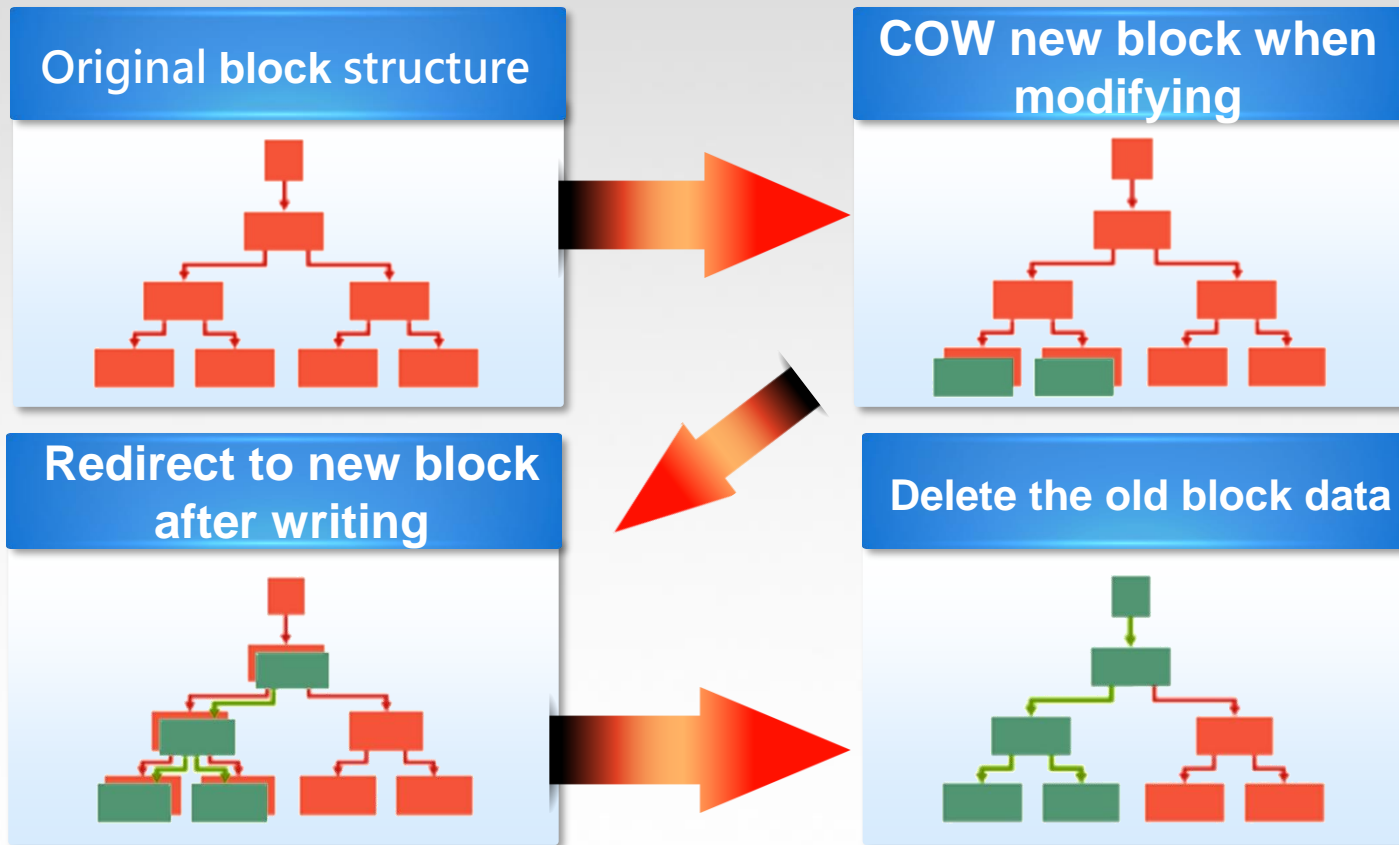 Original block structure
COW new block when
modifying
Redirect to new block
after writing
Delete the old block data